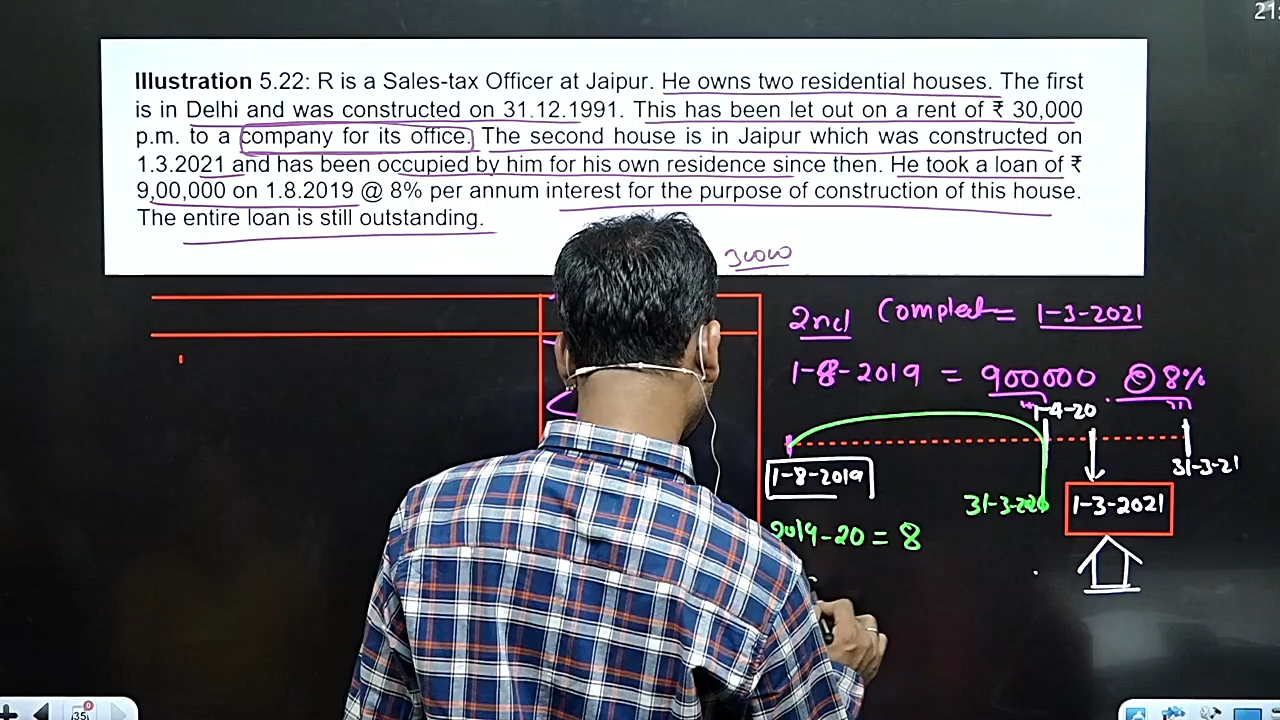 21:
Illustration 5.22: R is a Sales-tax Officer at Jaipur. He owns two residential houses. The first
is in Delhi and was constructed on 31.12.1991. This has been let out on a rent of ₹ 30,000
p.m. to a company for its office. The second house is in Jaipur which was constructed on
1.3.2021 and has been occupied by him for his own residence since then. He took a loan of ₹
9,00,000 on 1.8.2019 @ 8% per annum interest for the purpose of construction of this house.
The entire loan is still outstanding.
2nd Complet = 1-3-2021
1-8-2019 = 900000 @ 8%
1-4-20
1-8-2019
31-3-21
31-3-2020
1-3-2021
2019-20 = 8
35
0